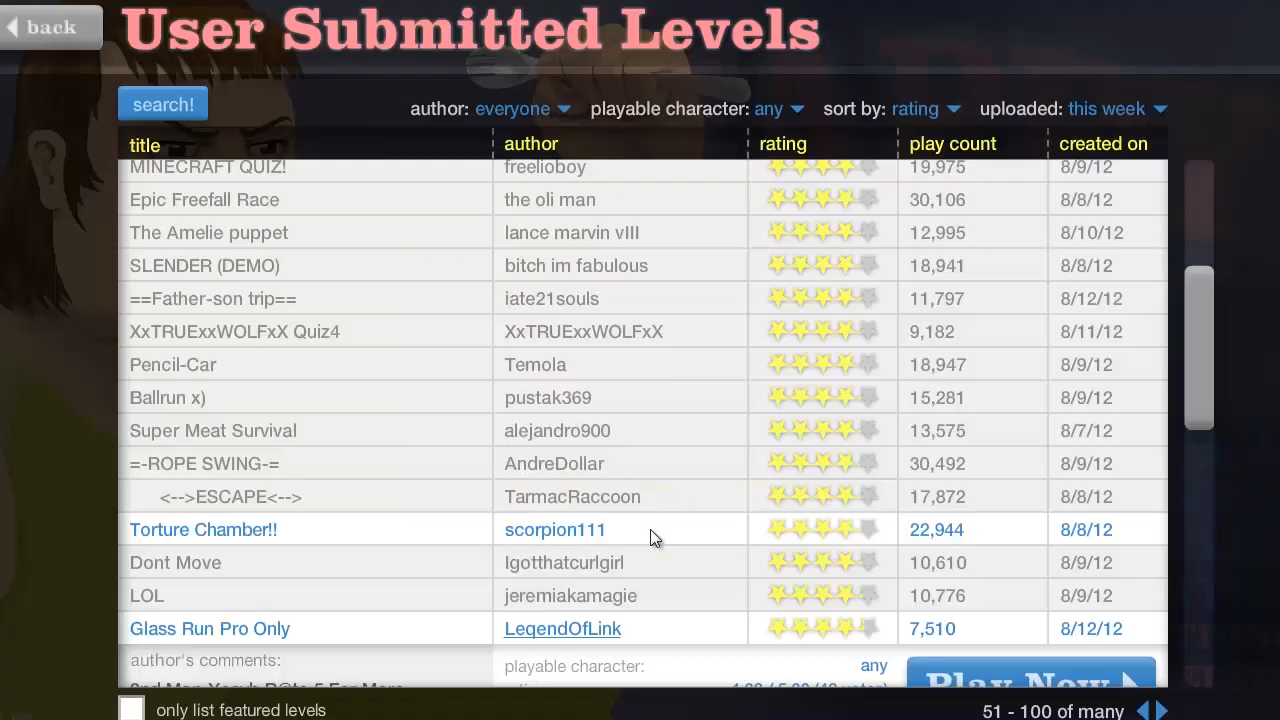 back
User Submitted Levels
search!
author: everyone playable character: any sort by: rating uploaded: this week
title author rating play count created on
MINECRAFT QUIZ! freelioboy 19,975 8/9/12
Epic Freefall Race the oli man 30,106 8/8/12
The Amelie puppet lance marvin vIII 12,995 8/10/12
SLENDER (DEMO) bitch im fabulous 18,941 8/8/12
==Father-son trip== iate21souls 11,797 8/12/12
XxTRUExxWOLFxX Quiz4 XxTRUExxWOLFxX 9,182 8/11/12
Pencil-Car Temola 18,947 8/9/12
Ballrun x) pustak369 15,281 8/9/12
Super Meat Survival alejandro900 13,575 8/7/12
=-ROPE SWING-= AndreDollar 30,492 8/9/12
<-->ESCAPE<--> TarmacRaccoon 17,872 8/8/12
Torture Chamber!! scorpion111 22,944 8/8/12
Dont Move Igotthatcurlgirl 10,610 8/9/12
LOL jeremiakamagie 10,776 8/9/12
Glass Run Pro Only LegendOfLink 7,510 8/12/12
author's comments: playable character: any
Play Now
only list featured levels 51 - 100 of many